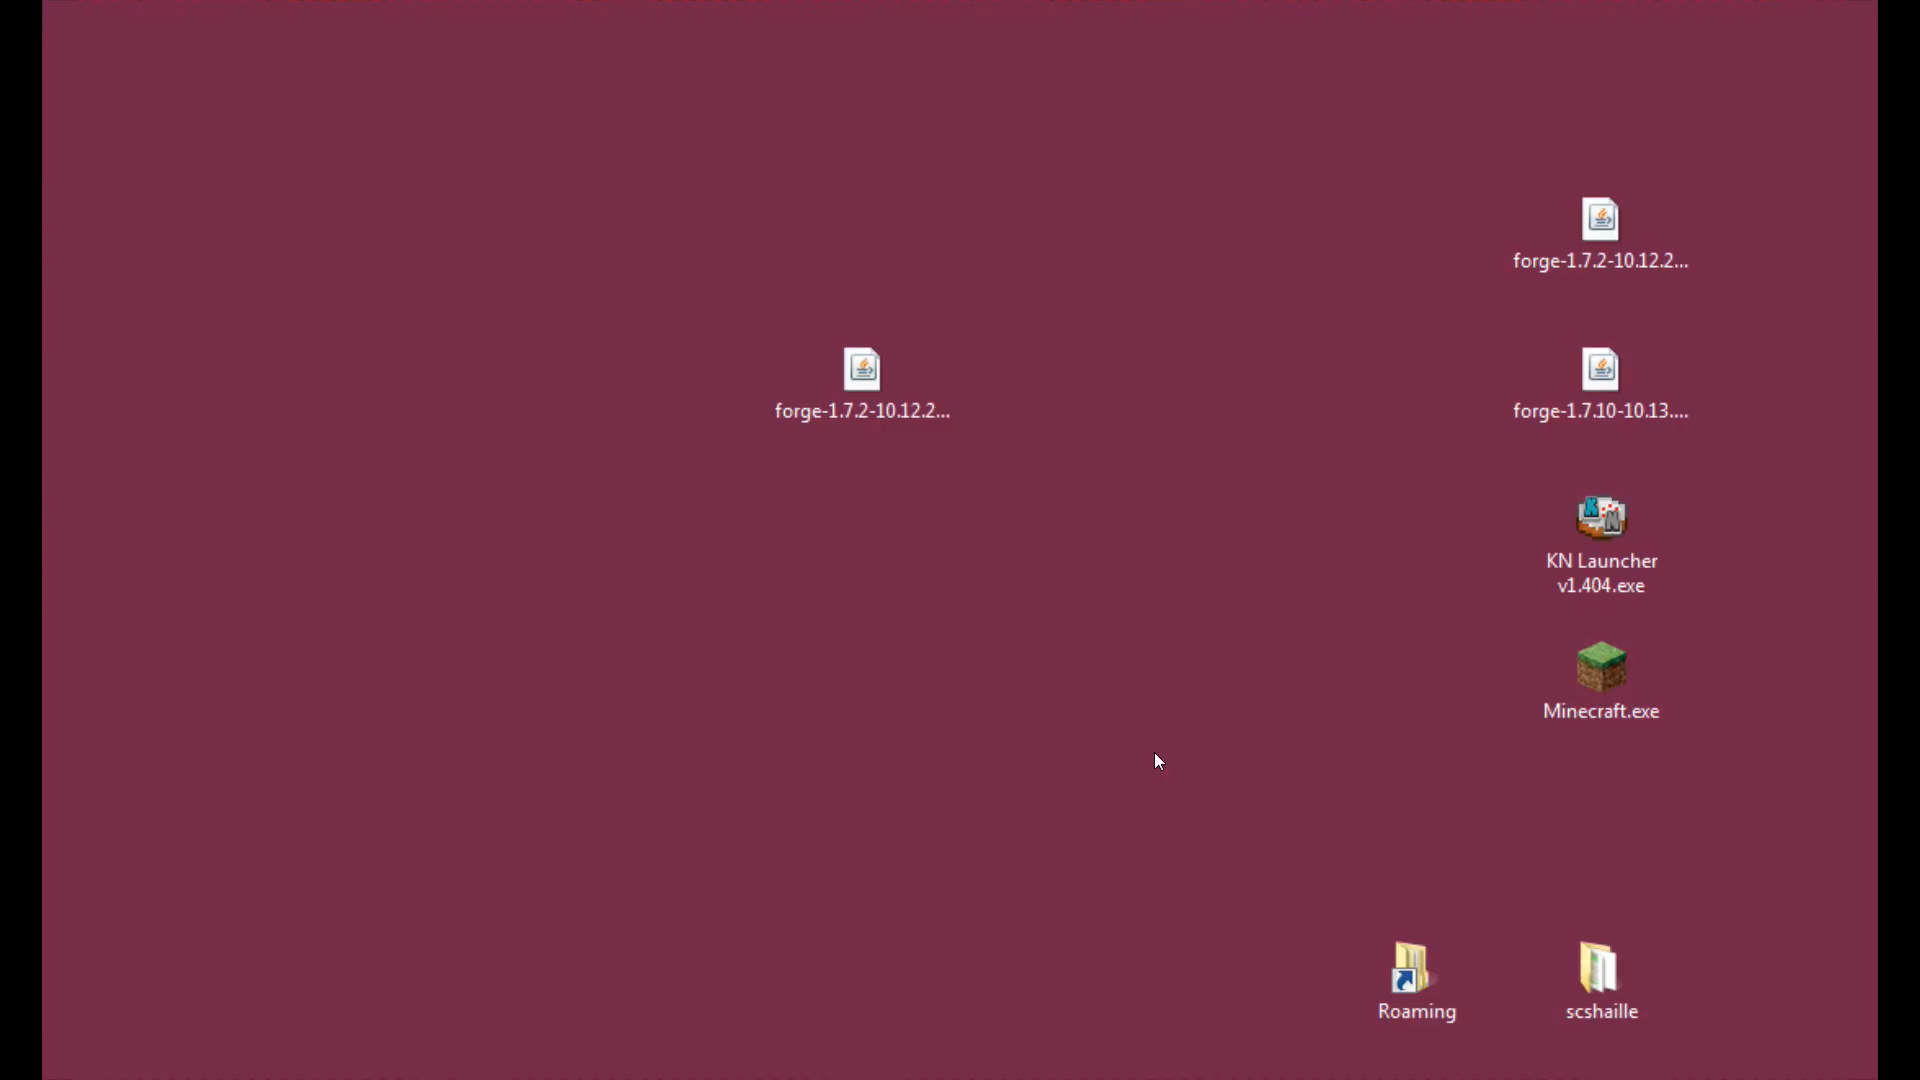 forge-1.7.2-10.12.2...
forge-1.7.2-10.12.2...
forge-1.7.10-10.13....
KN Launcher
v1.404.exe
Minecraft.exe
Roaming
scshaille